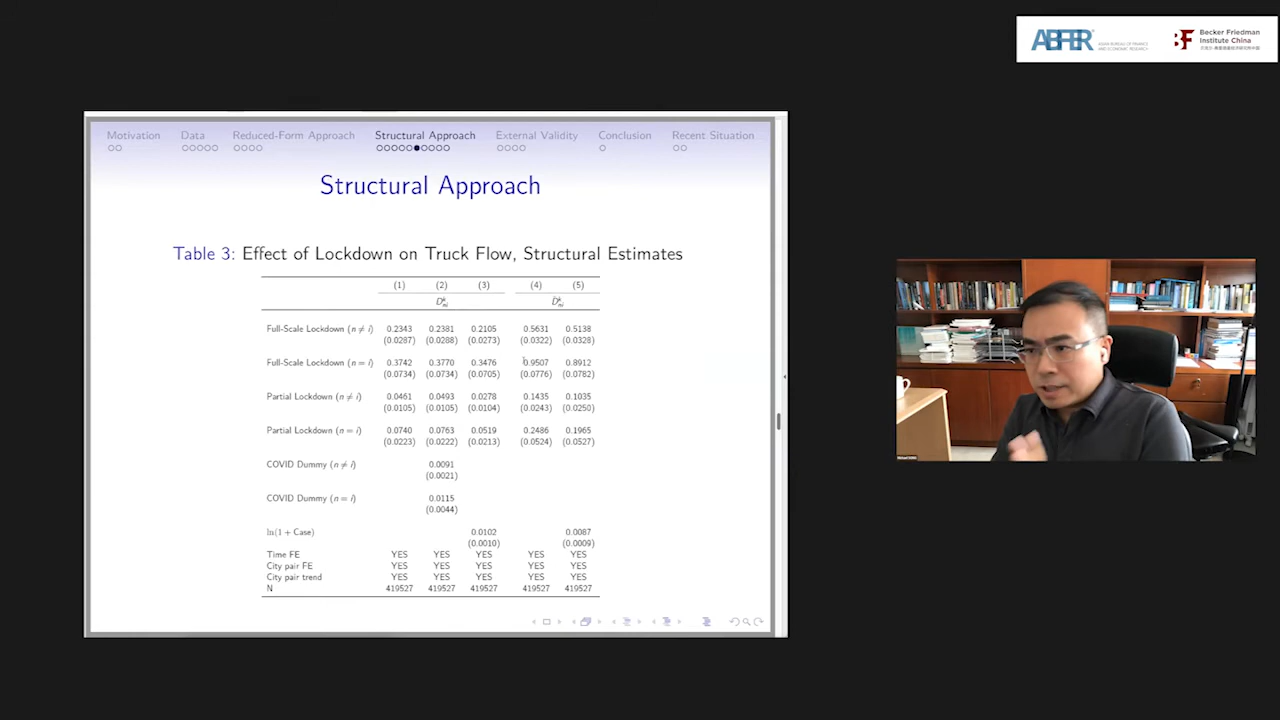 ABFER
ASIAN BUREAU OF FINANCE
AND ECONOMIC RESEARCH
Becker Friedman
Institute China
Motivation Data Reduced-Form Approach Structural Approach External Validity Conclusion Recent Situation
Structural Approach
Table 3: Effect of Lockdown on Truck Flow, Structural Estimates
(1) (2) (3) (4) (5)
Full-Scale Lockdown (n ≠ i) 0.2343 0.2381 0.2105 0.5631 0.5138
(0.0287) (0.0288) (0.0273) (0.0322) (0.0328)
Full-Scale Lockdown (n = i) 0.3742 0.3770 0.3476 0.9507 0.8912
(0.0734) (0.0734) (0.0705) (0.0776) (0.0782)
Partial Lockdown (n ≠ i) 0.0461 0.0493 0.0278 0.1435 0.1035
(0.0105) (0.0105) (0.0104) (0.0243) (0.0250)
Partial Lockdown (n = i) 0.0740 0.0763 0.0519 0.2486 0.1965
(0.0223) (0.0222) (0.0213) (0.0524) (0.0527)
COVID Dummy (n ≠ i) 0.0091
(0.0021)
COVID Dummy (n = i) 0.0115
(0.0044)
ln(1 + Case) 0.0102 0.0087
(0.0010) (0.0009)
Time FE YES YES YES YES YES
City pair FE YES YES YES YES YES
City pair trend YES YES YES YES YES
N 419527 419527 419527 419527 419527